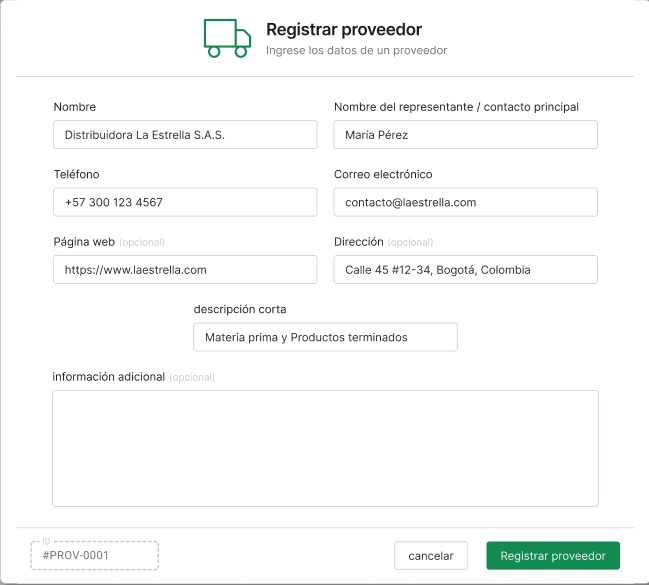 Registrar proveedor
Ingrese los datos de un proveedor
Nombre
Nombre del representante / contacto principal
Distribuidora La Estrella S.A.S.
María Pérez
Teléfono
Correo electrónico
+57 300 123 4567
contacto@laestrella.com
Página web (opcional)
Dirección (opcional)
https://www.laestrella.com
Calle 45 #12-34, Bogotá, Colombia
descripción corta
Materia prima y Productos terminados
información adicional (opcional)
ID
#PROV-0001
cancelar
Registrar proveedor